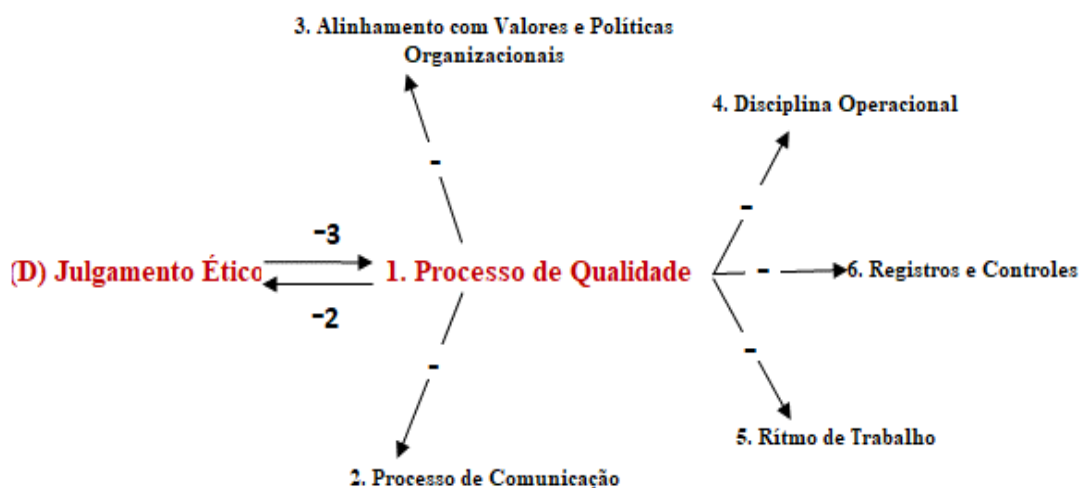 3. Alinhamento com Valores e Políticas
Organizacionais
4. Disciplina Operacional
-
-
-3
(D) Julgamento Ético
1. Processo de Qualidade
-
6. Registros e Controles
-2
-
-
5. Rítmo de Trabalho
2. Processo de Comunicação